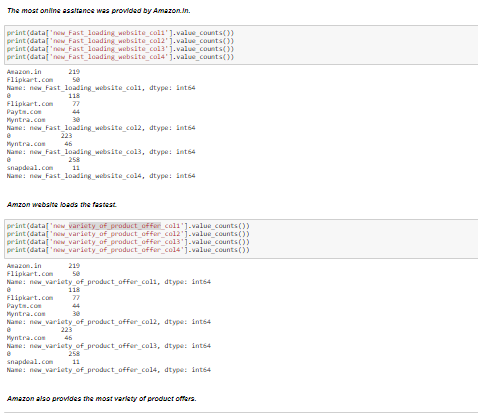 The most online assitance was provided by Amazon.in.
print(data['new_Fast_loading_website_col1'].value_counts())
print(data['new_Fast_loading_website_col2'].value_counts())
print(data['new_Fast_loading_website_col3'].value_counts())
print(data['new_Fast_loading_website_col4'].value_counts())
Amazon.in 219
Flipkart.com 50
Name: new_Fast_loading_website_col1, dtype: int64
0 118
Flipkart.com 77
Paytm.com 44
Myntra.com 30
Name: new_Fast_loading_website_col2, dtype: int64
0 223
Myntra.com 46
Name: new_Fast_loading_website_col3, dtype: int64
0 258
snapdeal.com 11
Name: new_Fast_loading_website_col4, dtype: int64
Amzon website loads the fastest.
print(data['new_variety_of_product_offer_col1'].value_counts())
print(data['new_variety_of_product_offer_col2'].value_counts())
print(data['new_variety_of_product_offer_col3'].value_counts())
print(data['new_variety_of_product_offer_col4'].value_counts())
Amazon.in 219
Flipkart.com 50
Name: new_variety_of_product_offer_col1, dtype: int64
0 118
Flipkart.com 77
Paytm.com 44
Myntra.com 30
Name: new_variety_of_product_offer_col2, dtype: int64
0 223
Myntra.com 46
Name: new_variety_of_product_offer_col3, dtype: int64
0 258
snapdeal.com 11
Name: new_variety_of_product_offer_col4, dtype: int64
Amazon also provides the most variety of product offers.